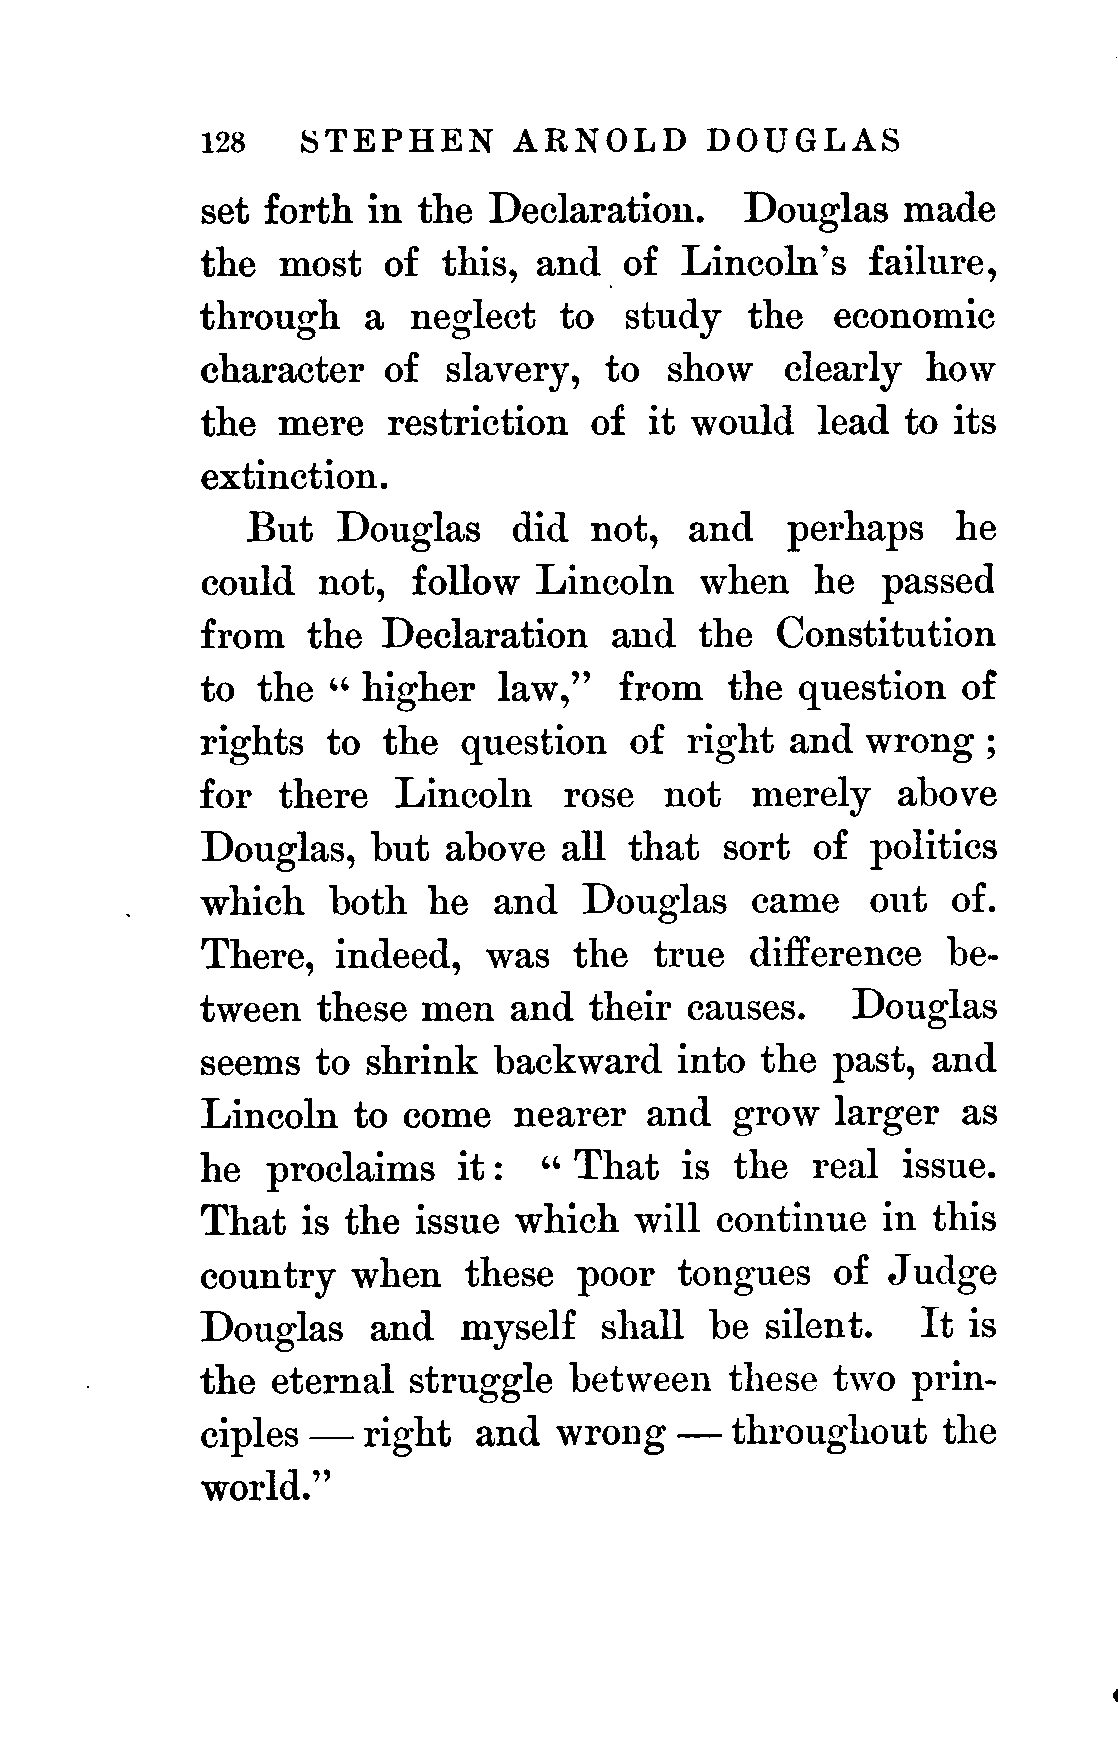 128 STEPHEN ARNOLD DOUGLAS
set forth in the Declaration. Douglas made
the most of this, and of Lincoln's failure,
through a neglect to study the economic
character of slavery, to show clearly how
the mere restriction of it would lead to its
extinction.
But Douglas did not, and perhaps he
could not, follow Lincoln when he passed
from the Declaration and the Constitution
to the “ higher law,” from the question of
rights to the question of right and wrong ;
for there Lincoln rose not merely above
Douglas, but above all that sort of politics
which both he and Douglas came out of.
There, indeed, was the true difference be-
tween these men and their causes. Douglas
seems to shrink backward into the past, and
Lincoln to come nearer and grow larger as
he proclaims it : “ That is the real issue.
That is the issue which will continue in this
country when these poor tongues of Judge
Douglas and myself shall be silent. It is
the eternal struggle between these two prin-
ciples — right and wrong — throughout the
world.”